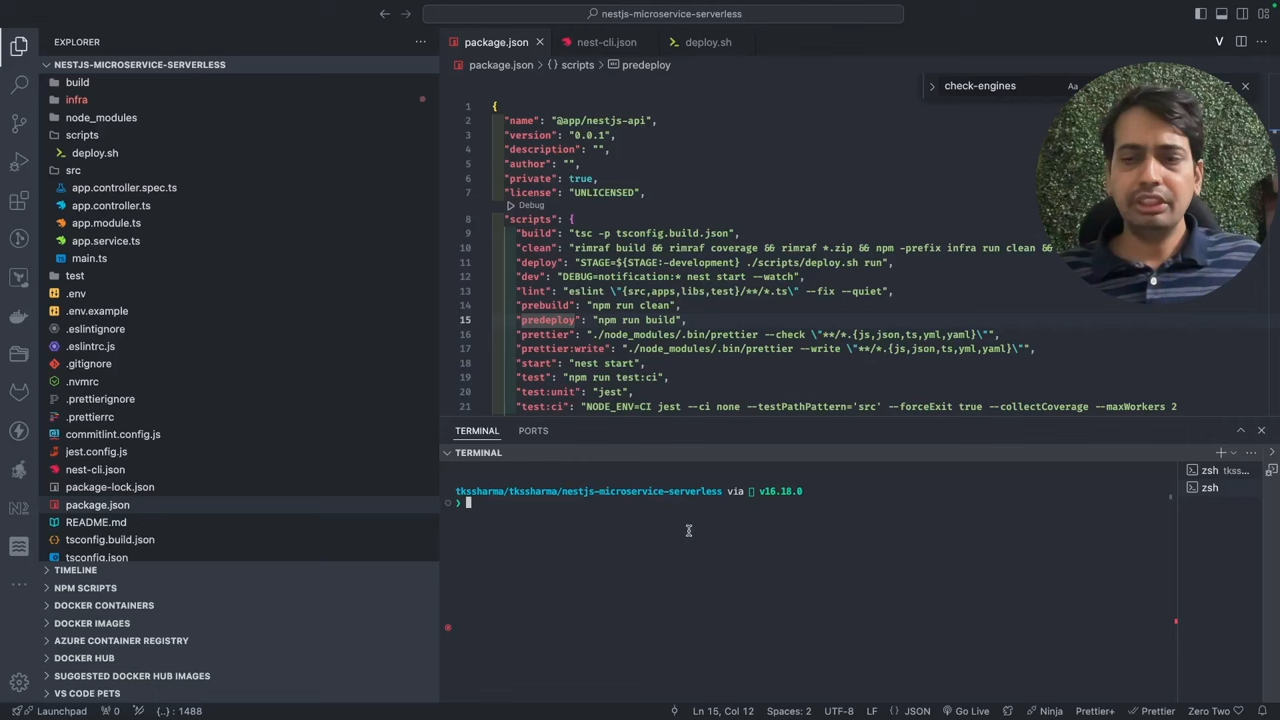 nestjs-microservice-serverless
EXPLORER
NESTJS-MICROSERVICE-SERVERLESS
build
infra
node_modules
scripts
deploy.sh
src
app.controller.spec.ts
app.controller.ts
app.module.ts
app.service.ts
main.ts
test
.env
.env.example
.eslintignore
.eslintrc.js
.gitignore
.nvmrc
.prettierignore
.prettierrc
commitlint.config.js
jest.config.js
nest-cli.json
package-lock.json
package.json
README.md
tsconfig.build.json
tsconfig.json
TIMELINE
NPM SCRIPTS
DOCKER CONTAINERS
DOCKER IMAGES
AZURE CONTAINER REGISTRY
DOCKER HUB
SUGGESTED DOCKER HUB IMAGES
VS CODE PETS
package.json nest-cli.json deploy.sh
package.json > {} scripts > predeploy
check-engines Aa
1 {
2 "name": "@app/nestjs-api",
3 "version": "0.0.1",
4 "description": "",
5 "author": "",
6 "private": true,
7 "license": "UNLICENSED",
Debug
8 "scripts": {
9 "build": "tsc -p tsconfig.build.json",
10 "clean": "rimraf build && rimraf coverage && rimraf *.zip && npm -prefix infra run clean &&
11 "deploy": "STAGE=${STAGE:-development} ./scripts/deploy.sh run",
12 "dev": "DEBUG=notification:* nest start --watch",
13 "lint": "eslint \"{src,apps,libs,test}/**/*.ts\" --fix --quiet",
14 "prebuild": "npm run clean",
15 "predeploy": "npm run build",
16 "prettier": "./node_modules/.bin/prettier --check \"**/*.{js,json,ts,yml,yaml}\"",
17 "prettier:write": "./node_modules/.bin/prettier --write \"**/*.{js,json,ts,yml,yaml}\"",
18 "start": "nest start",
19 "test": "npm run test:ci",
20 "test:unit": "jest",
21 "test:ci": "NODE_ENV=CI jest --ci none --testPathPattern='src' --forceExit true --collectCoverage --maxWorkers 2
TERMINAL PORTS
TERMINAL
tkssharma/tkssharma/nestjs-microservice-serverless via v16.18.0
❯
zsh tkss...
zsh
Launchpad 0 {..} : 1488
Ln 15, Col 12 Spaces: 2 UTF-8 LF {} JSON Go Live Ninja Prettier+ Prettier Zero Two